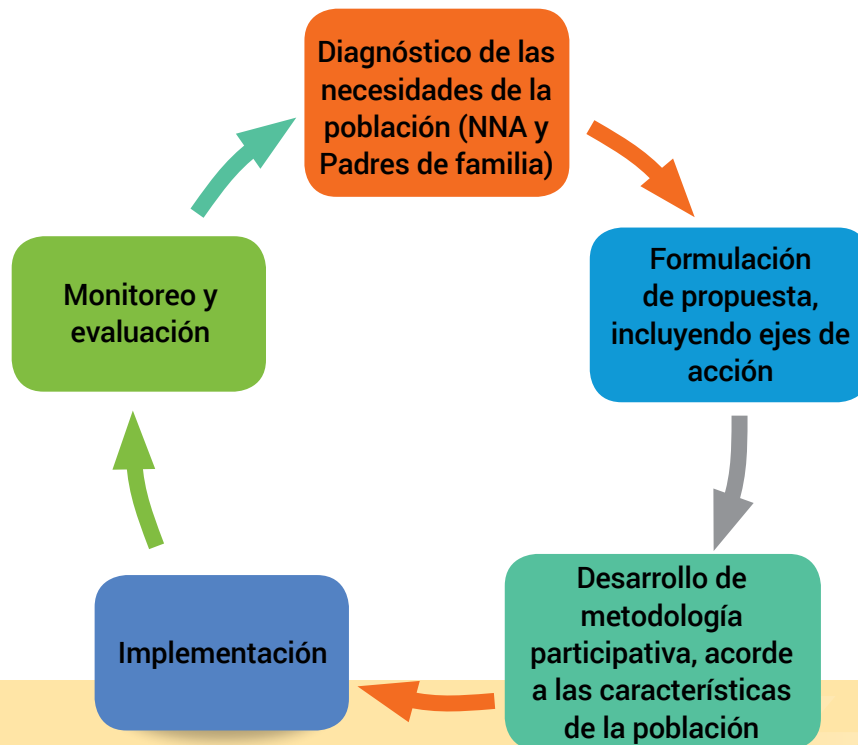 Diagnóstico de las
necesidades de la
población (NNA y
Padres de familia)
Formulación
de propuesta,
incluyendo ejes de
acción
Desarrollo de
metodología
participativa, acorde
a las características
de la población
Implementación
Monitoreo y
evaluación